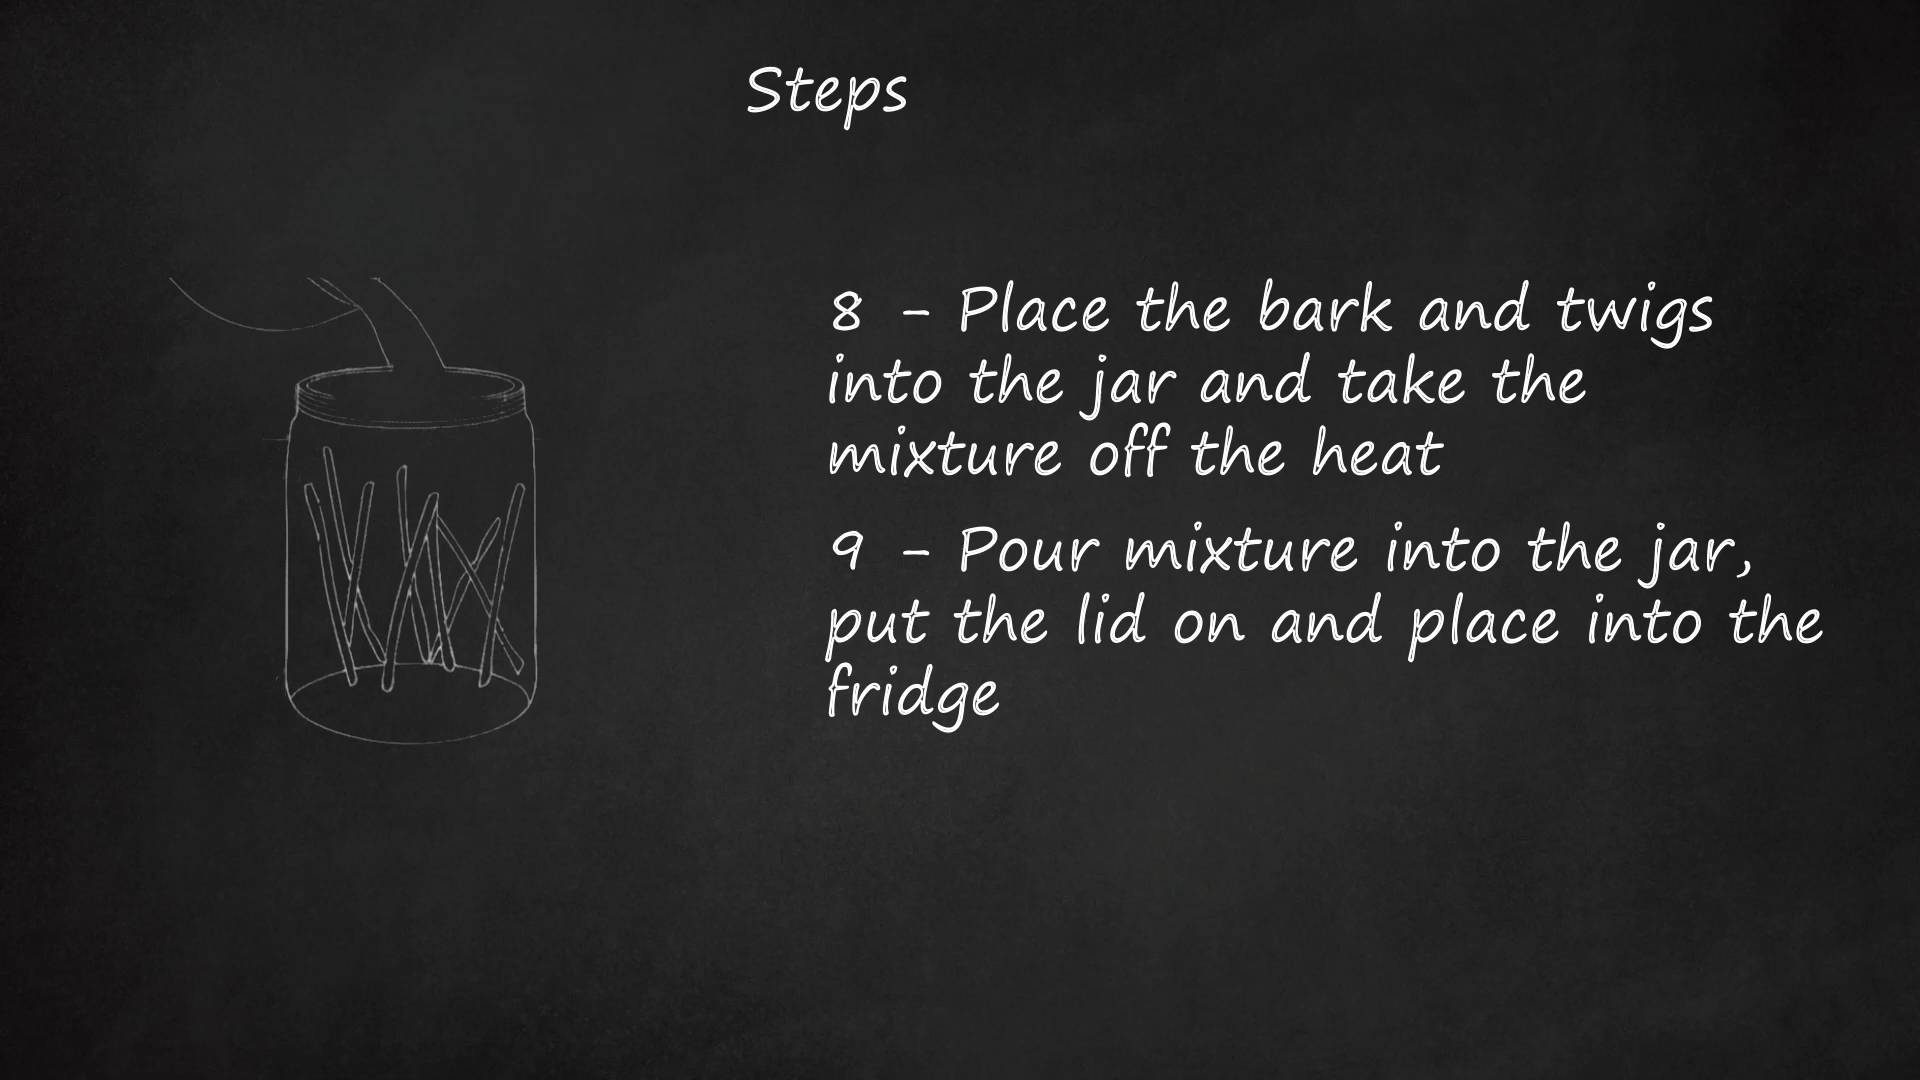 Steps
8 - Place the bark and twigs
into the jar and take the
mixture off the heat
9 - Pour mixture into the jar,
put the lid on and place into the
fridge